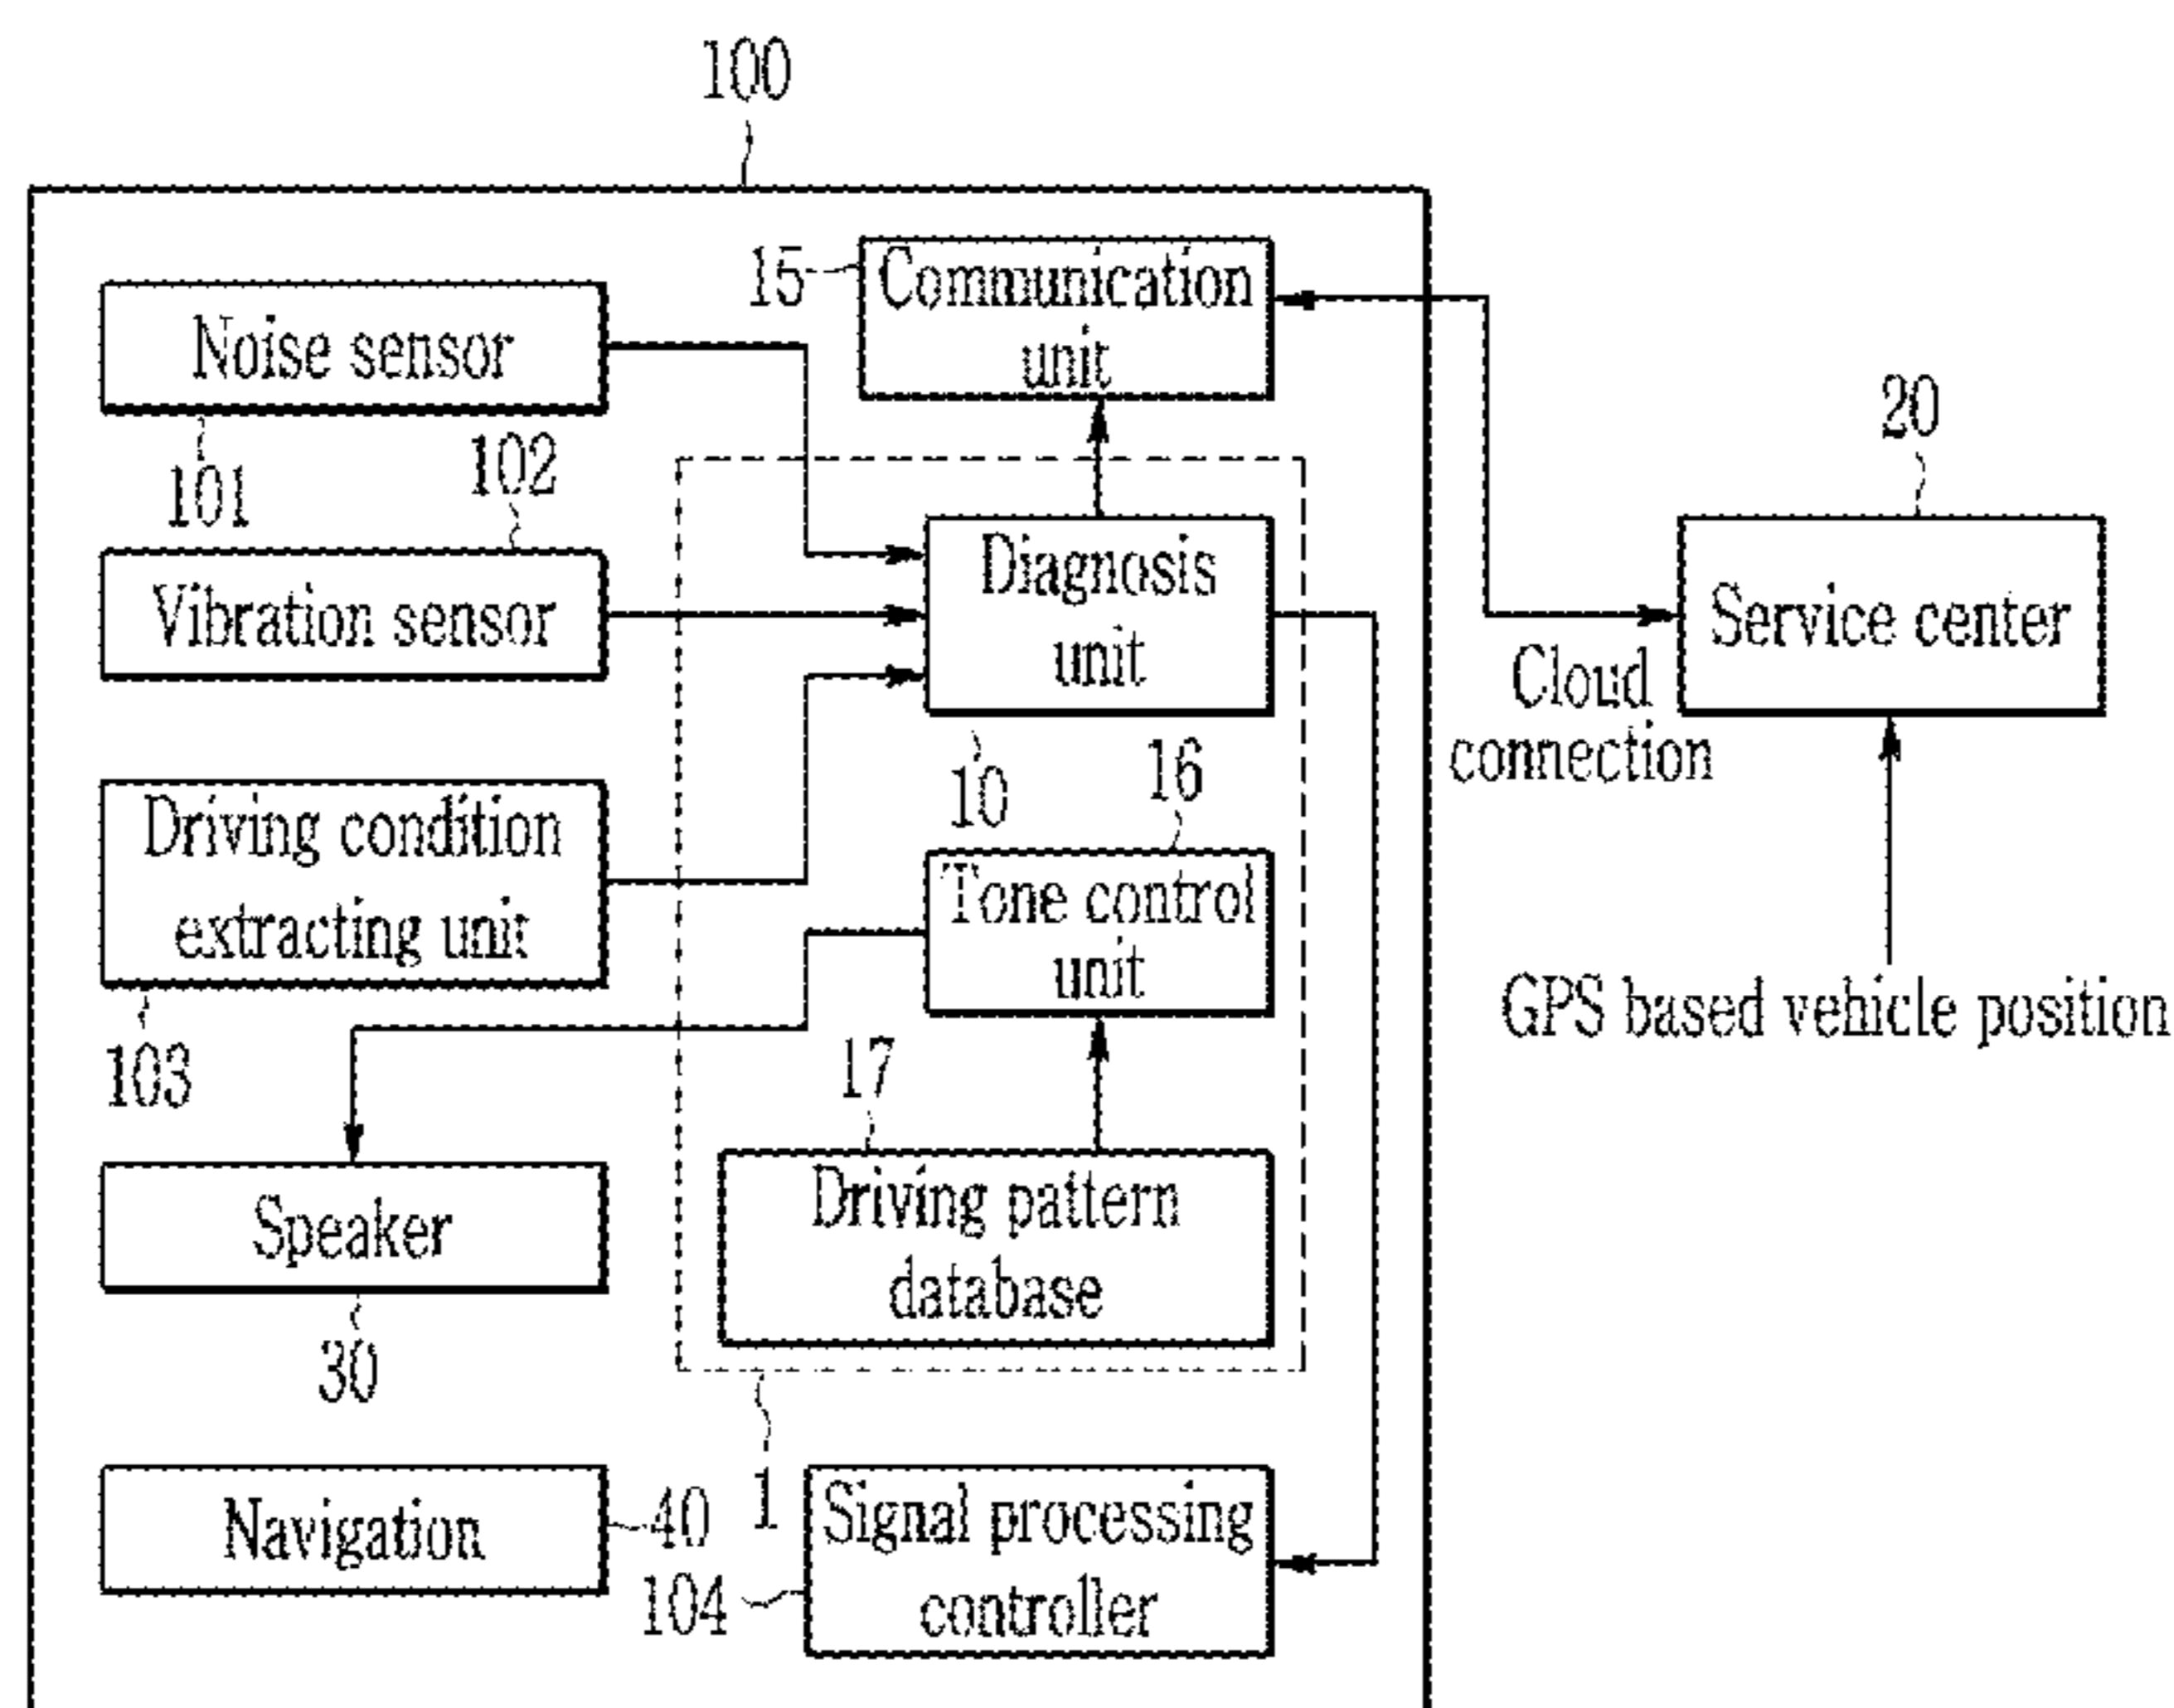 100
15
Communication
unit
Noise sensor
101
102
20
Vibration sensor
Diagnosis
unit
Service center
Cloud
connection
10
16
Driving condition
extracting unit
Tone control
unit
GPS based vehicle position
103
17
Speaker
Driving pattern
database
30
1
Navigation
40
Signal processing
controller
104